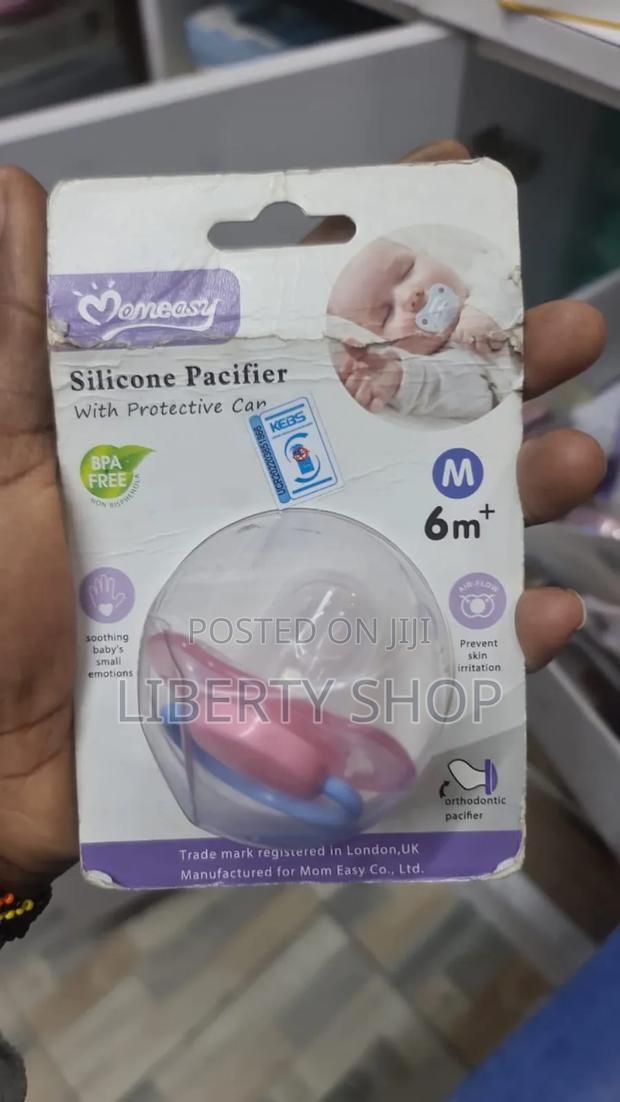 Momeasy
Silicone Pacifier
With Protective Cap
KEBS
BPA
FREE
NON BISPHENOL A
M
6m+
AIR-FLOW
soothing
baby's
small
emotions
Prevent
skin
irritation
POSTED ON JIJI
LIBERTY SHOP
orthodontic
pacifier
Trade mark registered in London,UK
Manufactured for Mom Easy Co., Ltd.